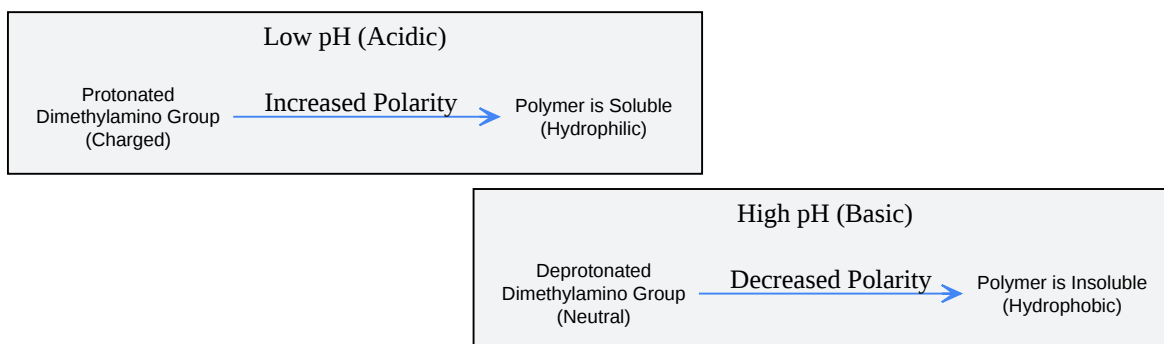 Low pH (Acidic)
Protonated
Dimethylamino Group
(Charged)
Increased Polarity
Polymer is Soluble
(Hydrophilic)
High pH (Basic)
Deprotonated
Dimethylamino Group
(Neutral)
Decreased Polarity
Polymer is Insoluble
(Hydrophobic)